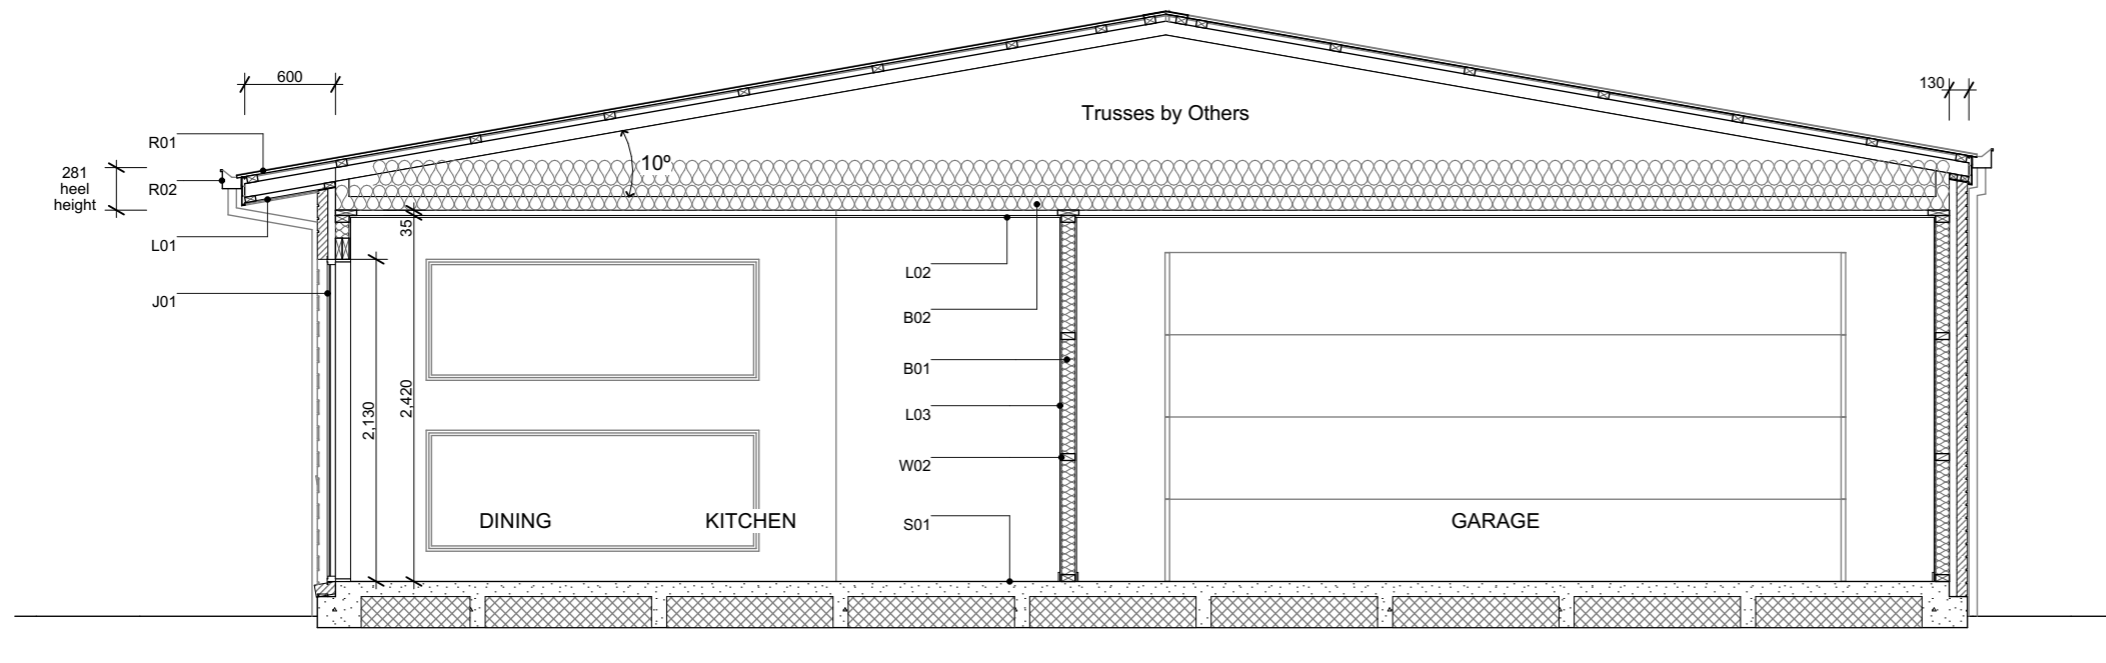 600
130
Trusses by Others
R01
10º
281
heel
height
R02
35
L01
L02
J01
B02
B01
2,420
2,130
L03
W02
DINING
KITCHEN
S01
GARAGE